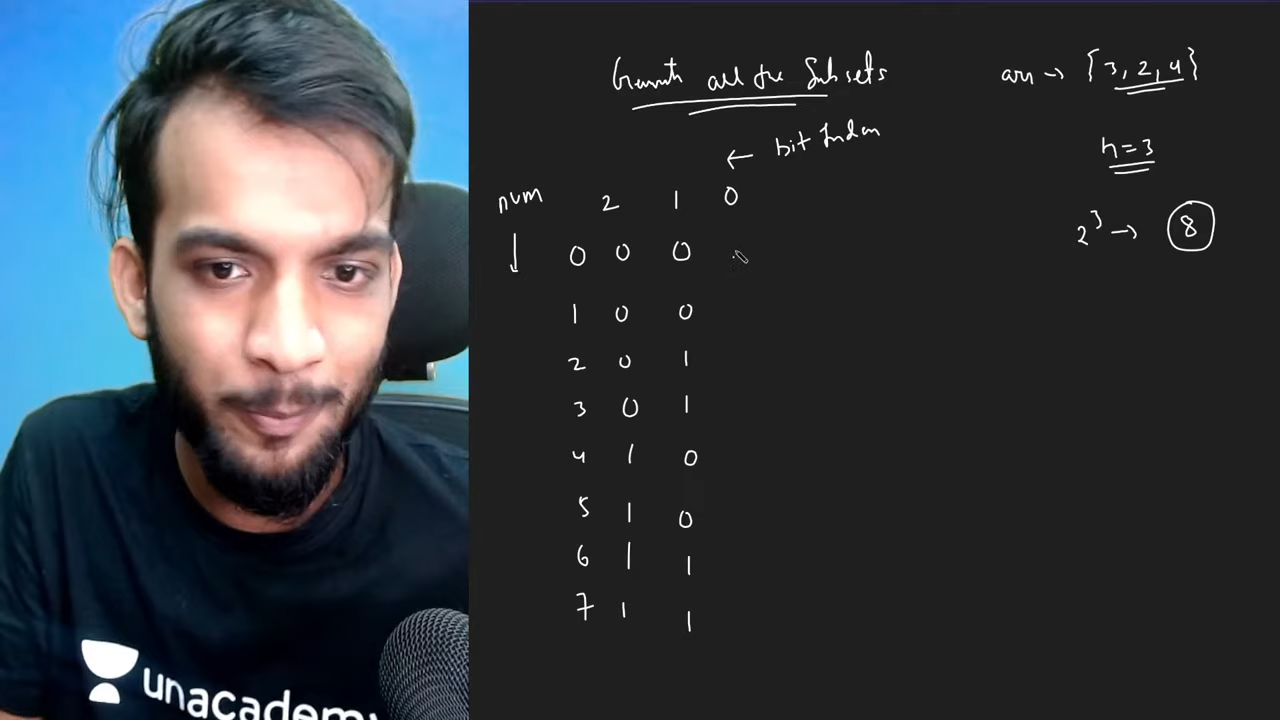 Generate all the Subsets
arr → {3, 2, 4}
← bit Index
n = 3
num 2 1 0
2³ → 8
↓ 0 0 0
1 0 0
2 0 1
3 0 1
4 1 0
5 1 0
6 1 1
7 1 1
unacademy